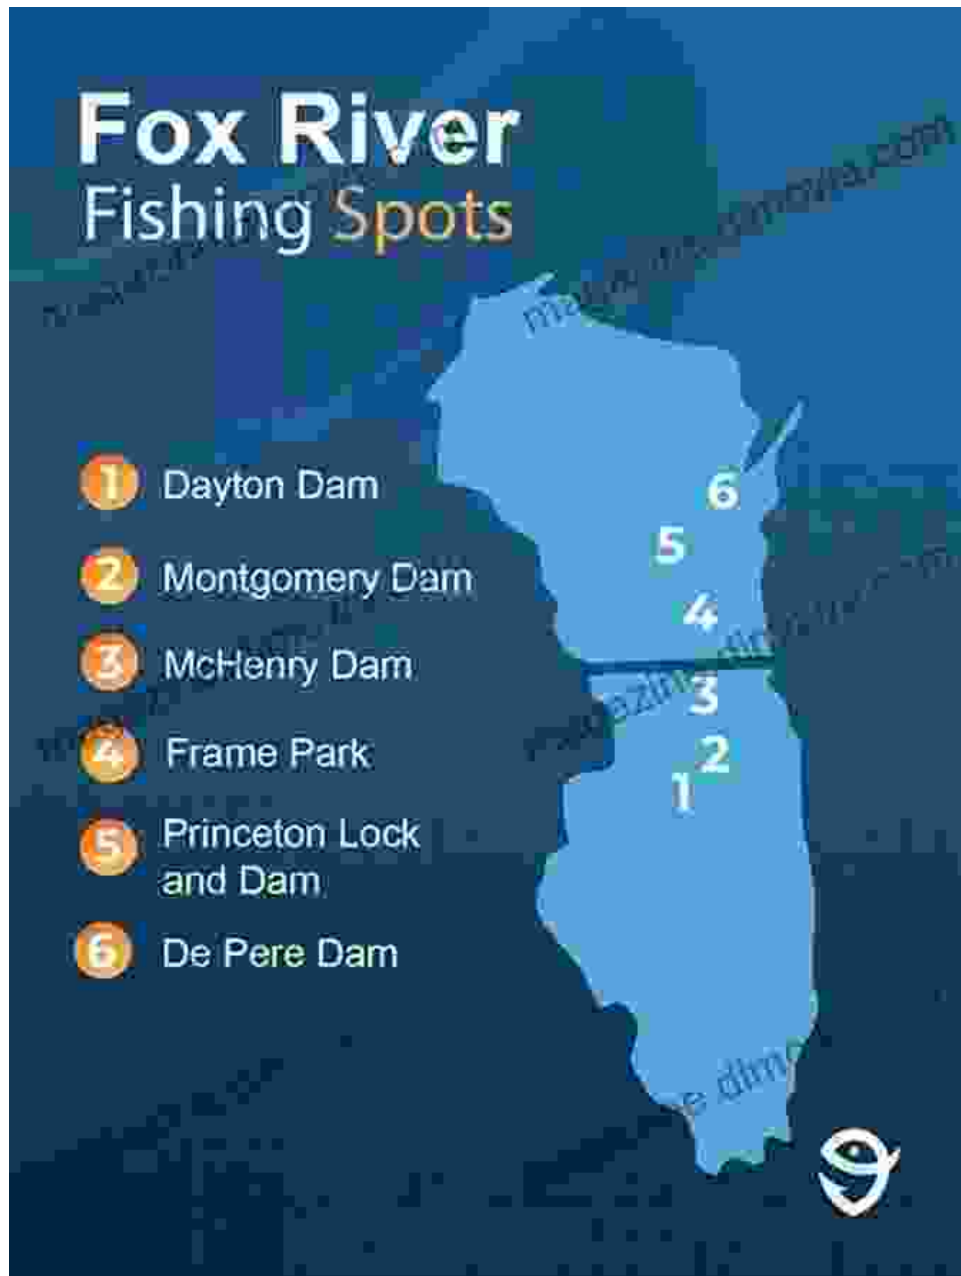 Fox River
Fishing Spots
1 Dayton Dam
2 Montgomery Dam
3 McHenry Dam
4 Frame Park
5 Princeton Lock
and Dam
6 De Pere Dam
6
5
4
3
2
1